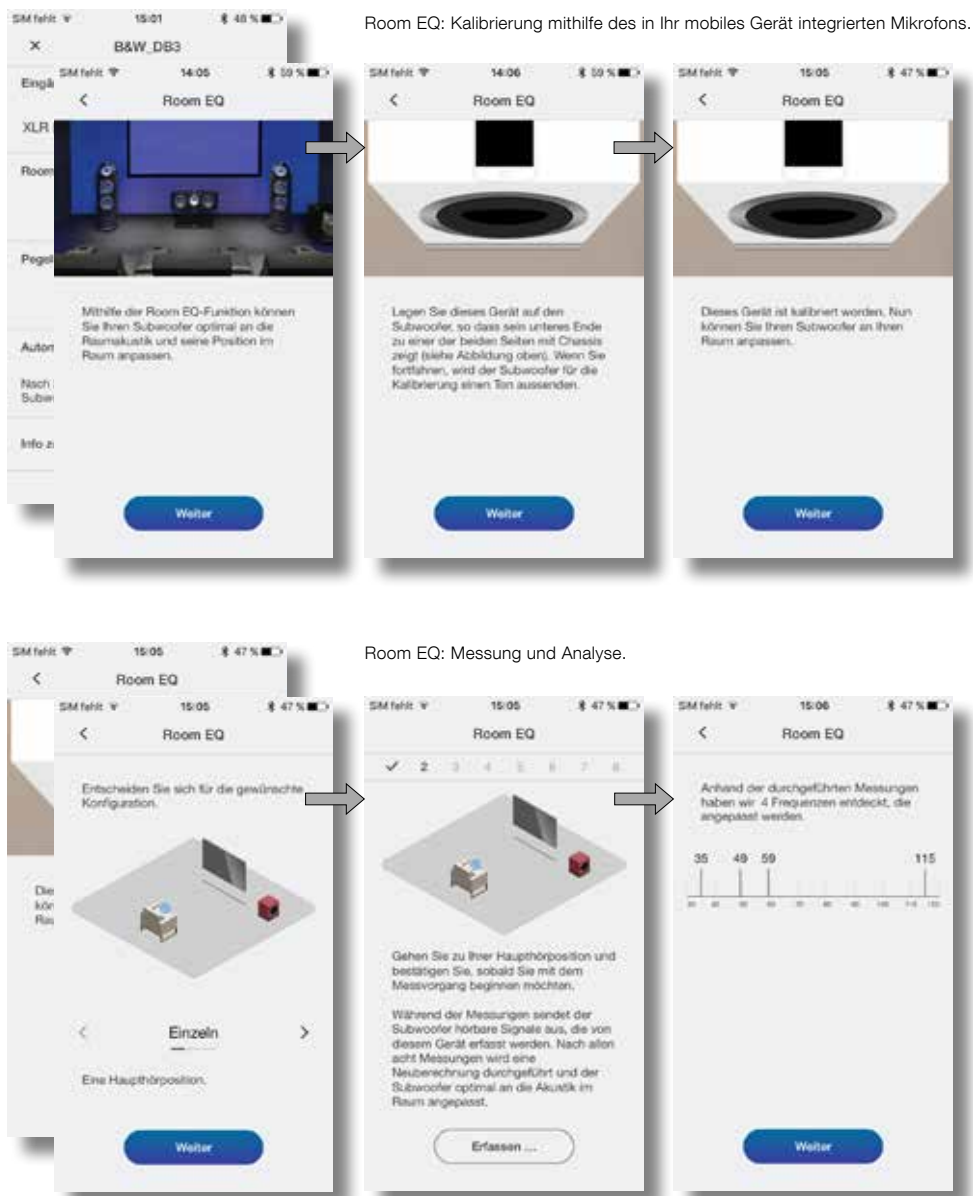 Room EQ: Kalibrierung mithilfe des in Ihr mobiles Gerät integrierten Mikrofons.
SIM fehlt 15:01 48 %
B&W_DB3
XLR
Room
Pegel
Nach
Info
SIM fehlt 14:05 59 %
Room EQ
Mithilfe der Room EQ-Funktion können
Sie Ihren Subwoofer optimal an die
Raumakustik und seine Position im
Raum anpassen.
Weiter
SIM fehlt 14:06 59 %
Room EQ
Legen Sie dieses Gerät auf den
Subwoofer, so dass sein unteres Ende
zu einer der beiden Seiten mit Chassis
zeigt (siehe Abbildung oben). Wenn Sie
fortfahren, wird der Subwoofer für die
Kalibrierung einen Ton aussenden.
Weiter
SIM fehlt 15:05 47 %
Room EQ
Dieses Gerät ist kalibriert worden. Nun
können Sie Ihren Subwoofer an Ihren
Raum anpassen.
Weiter
Room EQ: Messung und Analyse.
SIM fehlt 15:05 47 %
Room EQ
Die
kön
Rau
SIM fehlt 15:05 47 %
Room EQ
Entscheiden Sie sich für die gewünschte
Konfiguration.
Einzeln
Eine Haupthörposition.
Weiter
SIM fehlt 15:05 47 %
Room EQ
2 3 4 5 6 7 8
Gehen Sie zu Ihrer Haupthörposition und
bestätigen Sie, sobald Sie mit dem
Messvorgang beginnen möchten.
Während der Messungen sendet der
Subwoofer hörbare Signale aus, die von
diesem Gerät erfasst werden. Nach allen
acht Messungen wird eine
Neuberechnung durchgeführt und der
Subwoofer optimal an die Akustik im
Raum angepasst.
Erfassen ...
SIM fehlt 15:06 47 %
Room EQ
Anhand der durchgeführten Messungen
haben wir 4 Frequenzen entdeckt, die
angepasst werden.
35 49 59 115
Weiter